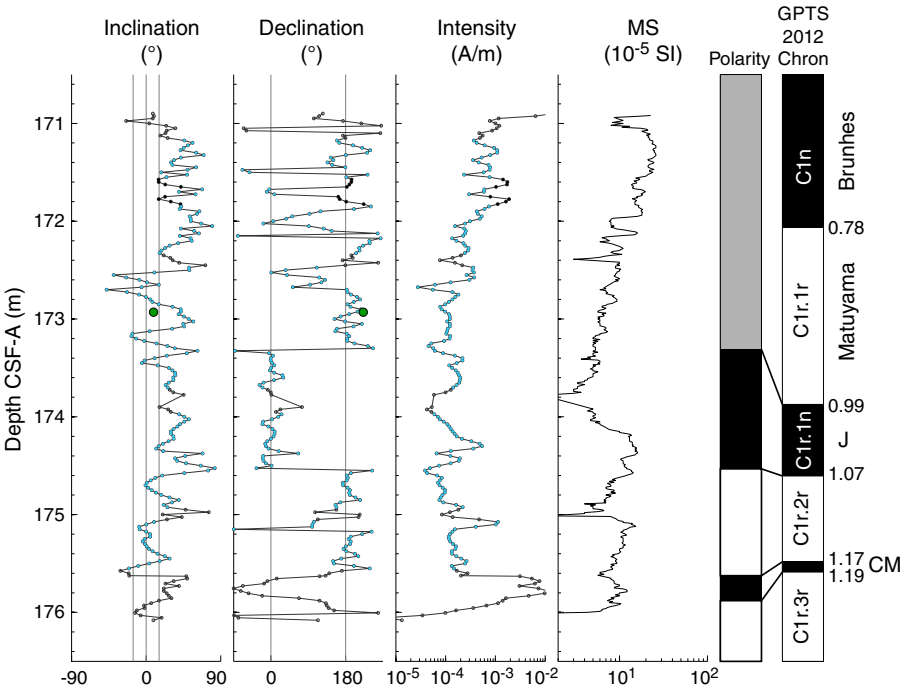 Inclination
(°)
Declination
(°)
Intensity
(A/m)
MS
(10-5 SI)
Polarity
GPTS
2012
Chron
Depth CSF-A (m)
171
172
173
174
175
176
-90
0
90
0
180
10-5
10-4
10-3
10-2
101
102
C1n
C1r.1r
C1r.1n
C1r.2r
C1r.3r
0.78
0.99
1.07
1.17
1.19
Brunhes
Matuyama
J
CM